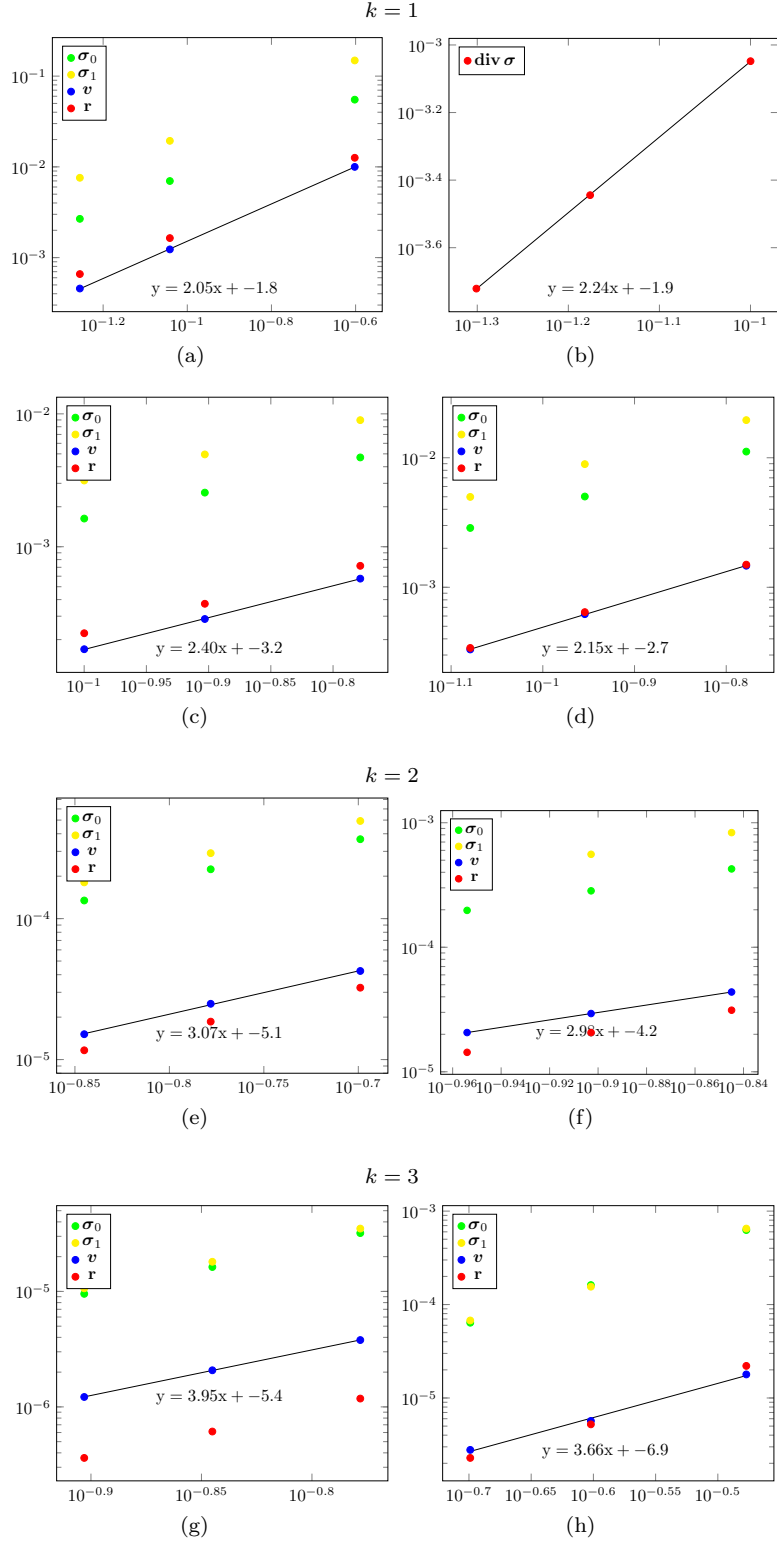 k = 1
σ₀
σ₁
v
r
10⁻¹
10⁻²
10⁻³
y = 2.05x + −1.8
10⁻¹·² 10⁻¹ 10⁻⁰·⁸ 10⁻⁰·⁶
(a)
div σ
10⁻³
10⁻³·²
10⁻³·⁴
10⁻³·⁶
y = 2.24x + −1.9
10⁻¹·³ 10⁻¹·² 10⁻¹·¹ 10⁻¹
(b)
σ₀
σ₁
v
r
10⁻²
10⁻³
y = 2.40x + −3.2
10⁻¹ 10⁻⁰·⁹⁵ 10⁻⁰·⁹ 10⁻⁰·⁸⁵ 10⁻⁰·⁸
(c)
σ₀
σ₁
v
r
10⁻²
10⁻³
y = 2.15x + −2.7
10⁻¹·¹ 10⁻¹ 10⁻⁰·⁹ 10⁻⁰·⁸
(d)
k = 2
σ₀
σ₁
v
r
10⁻⁴
10⁻⁵
y = 3.07x + −5.1
10⁻⁰·⁸⁵ 10⁻⁰·⁸ 10⁻⁰·⁷⁵ 10⁻⁰·⁷
(e)
σ₀
σ₁
v
r
10⁻³
10⁻⁴
10⁻⁵
y = 2.98x + −4.2
10⁻⁰·⁹⁶ 10⁻⁰·⁹⁴ 10⁻⁰·⁹² 10⁻⁰·⁹ 10⁻⁰·⁸⁸ 10⁻⁰·⁸⁶ 10⁻⁰·⁸⁴
(f)
k = 3
σ₀
σ₁
v
r
10⁻⁵
10⁻⁶
y = 3.95x + −5.4
10⁻⁰·⁹ 10⁻⁰·⁸⁵ 10⁻⁰·⁸
(g)
σ₀
σ₁
v
r
10⁻³
10⁻⁴
10⁻⁵
y = 3.66x + −6.9
10⁻⁰·⁷ 10⁻⁰·⁶⁵ 10⁻⁰·⁶ 10⁻⁰·⁵⁵ 10⁻⁰·⁵
(h)